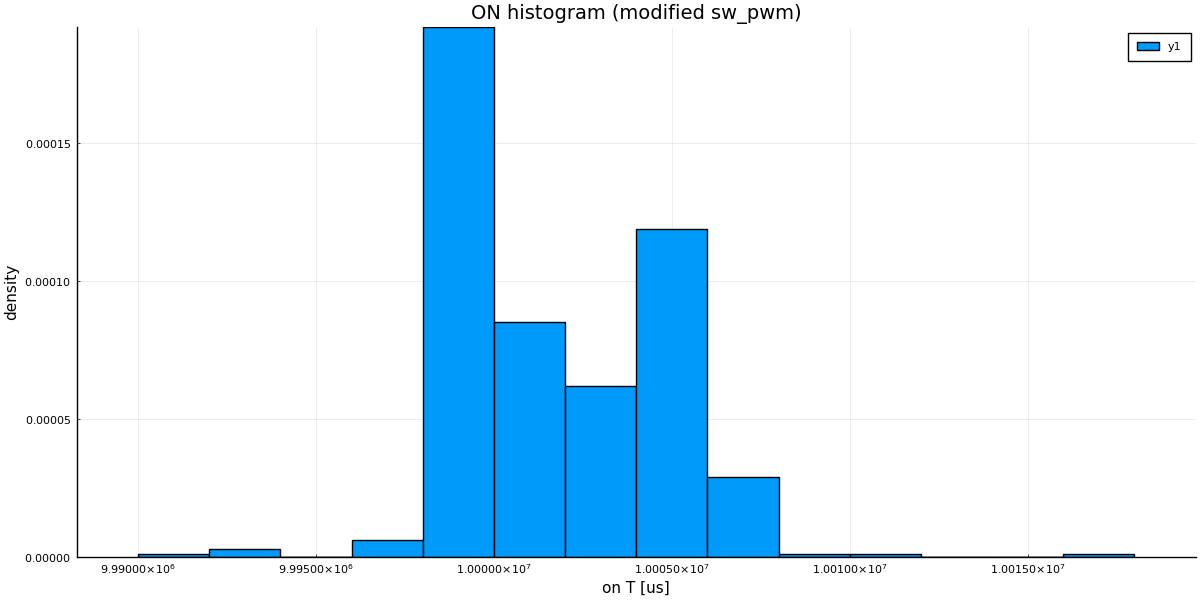 ON histogram (modified sw_pwm)
y1
0.00015
0.00010
0.00005
0.00000
density
9.99000×10⁶ 9.99500×10⁶ 1.00000×10⁷ 1.00050×10⁷ 1.00100×10⁷ 1.00150×10⁷
on T [us]